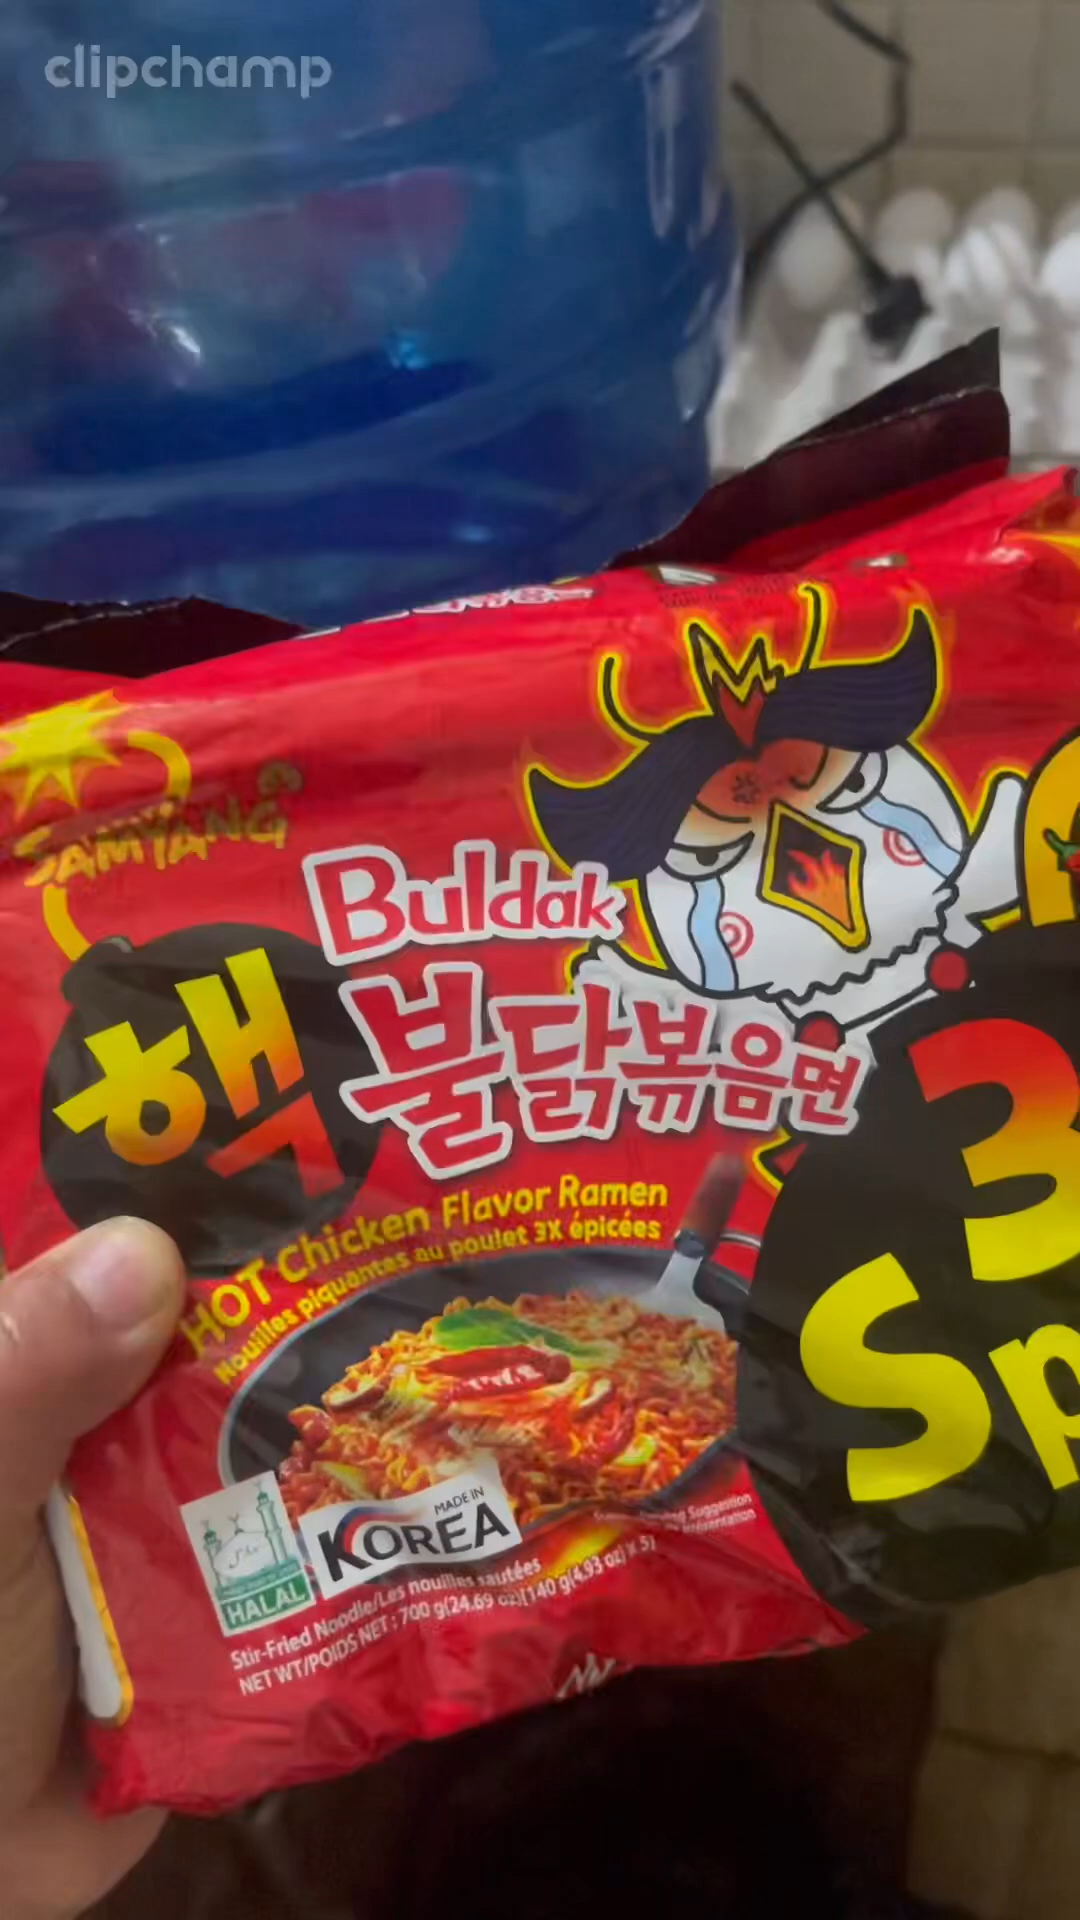 clipchamp
SAMYANG
Buldak
핵
불닭볶음면
3
Sp
HOT Chicken Flavor Ramen
Nouilles piquantes au poulet 3X épicées
MADE IN
KOREA
HALAL
Suggestion
Stir-Fried Noodle/Les nouilles sautées
NET WT/POIDS NET : 700 g(24.69 oz)[140 g(4.93 oz) X 5]